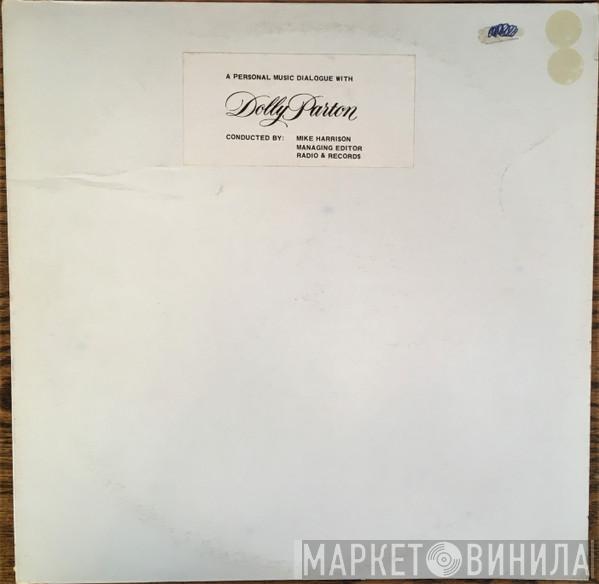 A PERSONAL MUSIC DIALOGUE WITH
Dolly Parton
CONDUCTED BY: MIKE HARRISON
MANAGING EDITOR
RADIO & RECORDS
МАРКЕТ ВИНИЛА